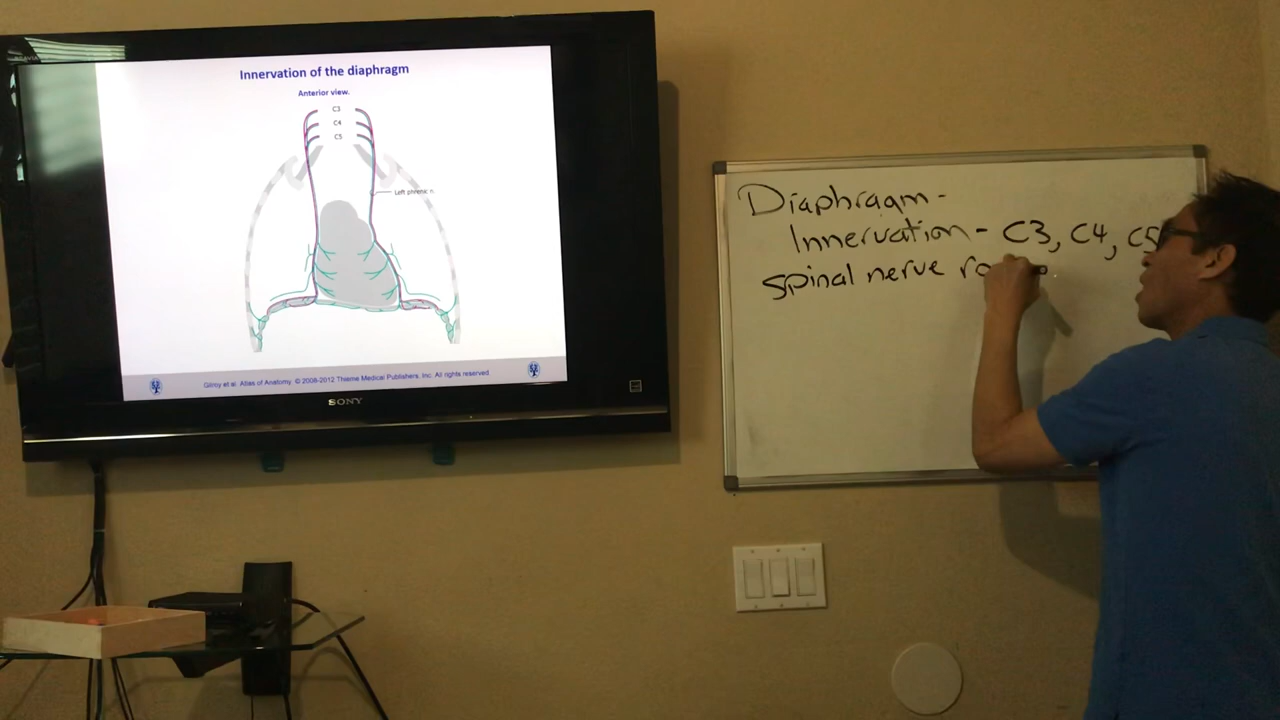 Innervation of the diaphragm
Anterior view.
C3
C4
C5
Left phrenic n.
Gilroy et al. Atlas of Anatomy © 2008-2012 Thieme Medical Publishers, Inc. All rights reserved
SONY
Diaphragm -
Innervation - C3, C4, C5
spinal nerve